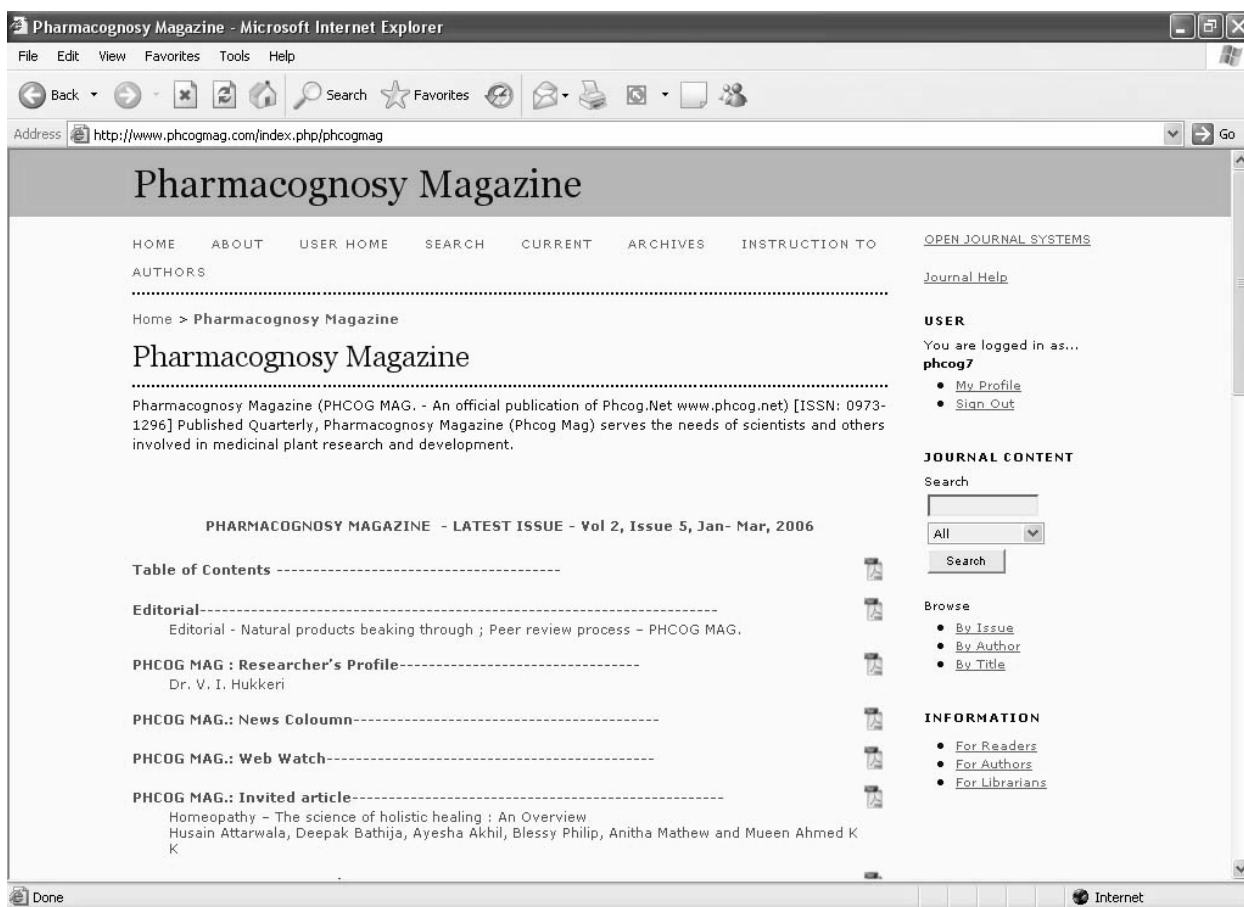 Pharmacognosy Magazine - Microsoft Internet Explorer
File Edit View Favorites Tools Help
Back Search Favorites
Address http://www.phcogmag.com/index.php/phcogmag Go
Pharmacognosy Magazine
HOME ABOUT USER HOME SEARCH CURRENT ARCHIVES INSTRUCTION TO
AUTHORS
Home > Pharmacognosy Magazine
Pharmacognosy Magazine
Pharmacognosy Magazine (PHCOG MAG. - An official publication of Phcog.Net www.phcog.net) [ISSN: 0973-
1296] Published Quarterly, Pharmacognosy Magazine (Phcog Mag) serves the needs of scientists and others
involved in medicinal plant research and development.
PHARMACOGNOSY MAGAZINE - LATEST ISSUE - Vol 2, Issue 5, Jan- Mar, 2006
Table of Contents ---------------------------------------
Editorial-----------------------------------------------------------------------
Editorial - Natural products beaking through ; Peer review process – PHCOG MAG.
PHCOG MAG : Researcher's Profile---------------------------------
Dr. V. I. Hukkeri
PHCOG MAG.: News Coloumn------------------------------------------
PHCOG MAG.: Web Watch---------------------------------------------
PHCOG MAG.: Invited article---------------------------------------------------
Homeopathy – The science of holistic healing : An Overview
Husain Attarwala, Deepak Bathija, Ayesha Akhil, Blessy Philip, Anitha Mathew and Mueen Ahmed K
K
OPEN JOURNAL SYSTEMS
Journal Help
USER
You are logged in as...
phcog7
My Profile
Sign Out
JOURNAL CONTENT
Search
All
Search
Browse
By Issue
By Author
By Title
INFORMATION
For Readers
For Authors
For Librarians
Done Internet